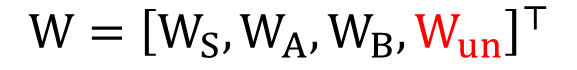 W = [W_S, W_A, W_B, W_un]^⊤